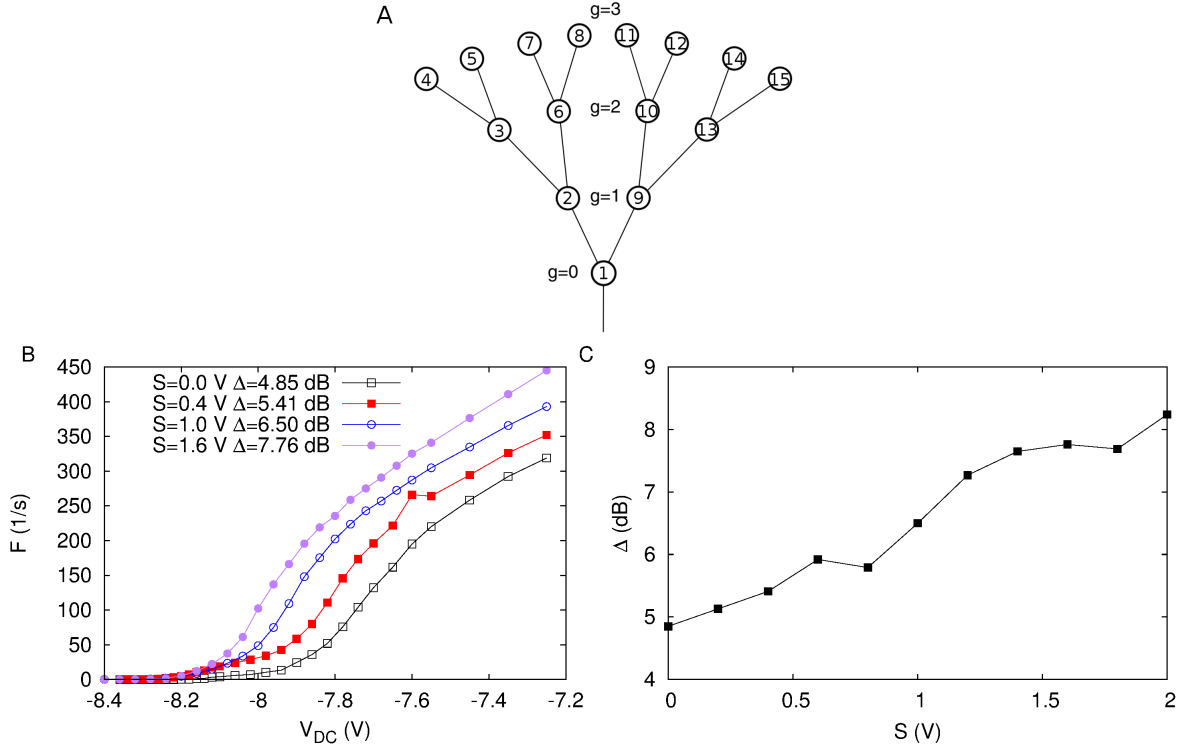 A
g=3
7
8
11
12
5
14
4
15
6
g=2
10
3
13
2
g=1
9
g=0
1
B
450
400
350
300
250
200
150
100
50
0
F (1/s)
S=0.0 V Δ=4.85 dB
S=0.4 V Δ=5.41 dB
S=1.0 V Δ=6.50 dB
S=1.6 V Δ=7.76 dB
-8.4
-8.2
-8
-7.8
-7.6
-7.4
-7.2
V_DC (V)
C
9
8
7
6
5
4
Δ (dB)
0
0.5
1
1.5
2
S (V)